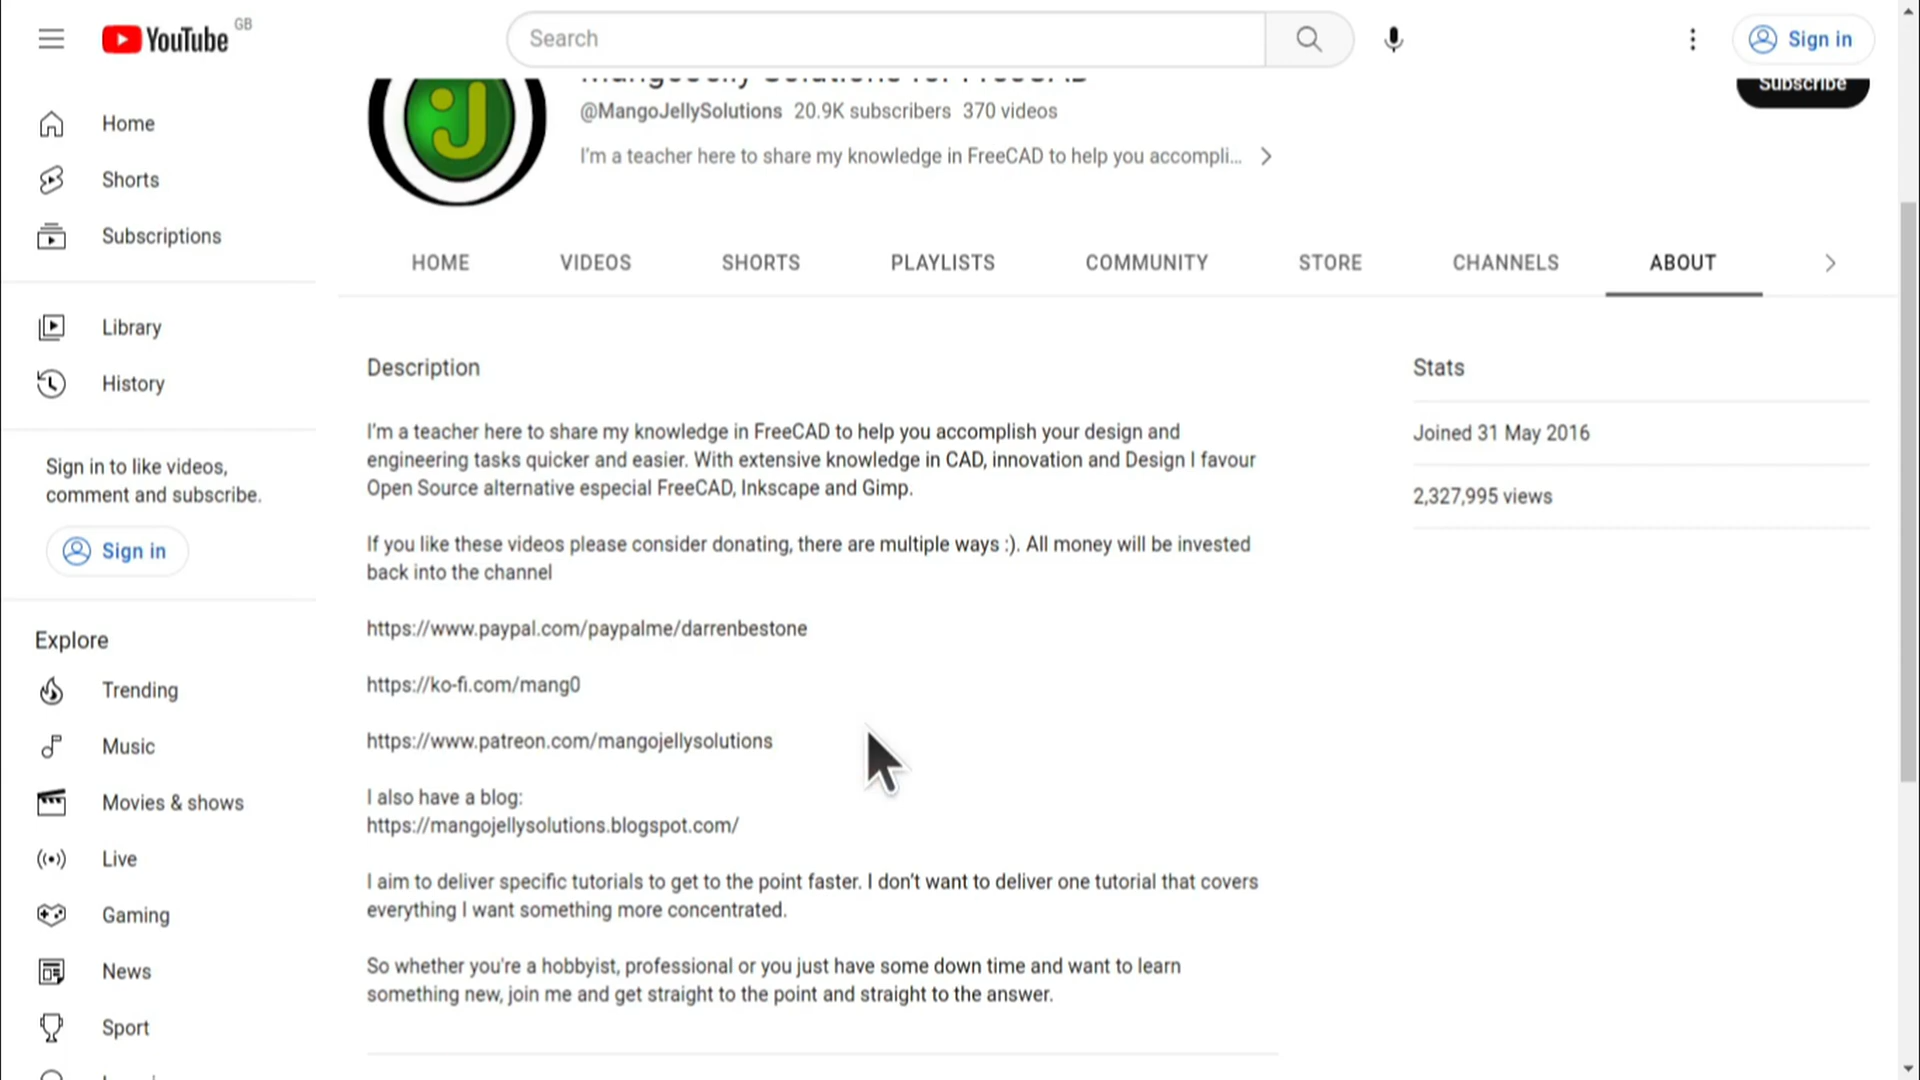 YouTube GB
Search
Sign in
MangoJelly Solutions for FreeCAD
Subscribe
@MangoJellySolutions 20.9K subscribers 370 videos
I'm a teacher here to share my knowledge in FreeCAD to help you accompli...
Home
Shorts
Subscriptions
Library
History
Sign in to like videos,
comment and subscribe.
Sign in
Explore
Trending
Music
Movies & shows
Live
Gaming
News
Sport
HOME VIDEOS SHORTS PLAYLISTS COMMUNITY STORE CHANNELS ABOUT
Description
I'm a teacher here to share my knowledge in FreeCAD to help you accomplish your design and
engineering tasks quicker and easier. With extensive knowledge in CAD, innovation and Design I favour
Open Source alternative especial FreeCAD, Inkscape and Gimp.
If you like these videos please consider donating, there are multiple ways :). All money will be invested
back into the channel
https://www.paypal.com/paypalme/darrenbestone
https://ko-fi.com/mang0
https://www.patreon.com/mangojellysolutions
I also have a blog:
https://mangojellysolutions.blogspot.com/
I aim to deliver specific tutorials to get to the point faster. I don't want to deliver one tutorial that covers
everything I want something more concentrated.
So whether you're a hobbyist, professional or you just have some down time and want to learn
something new, join me and get straight to the point and straight to the answer.
Stats
Joined 31 May 2016
2,327,995 views